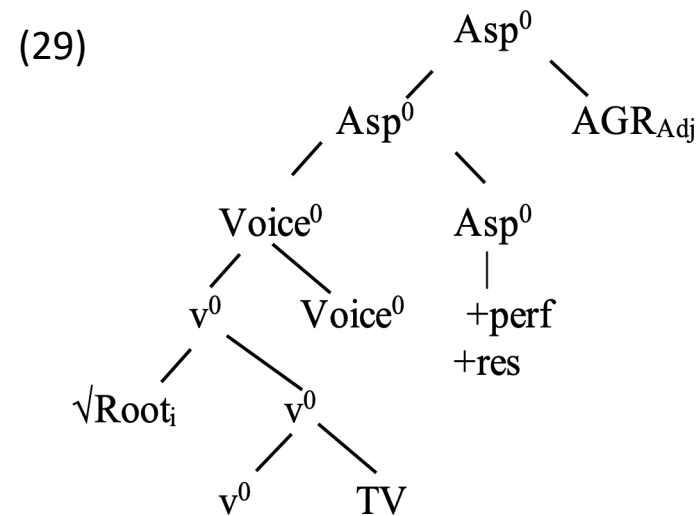 (29)
Asp⁰
Asp⁰ AGR_Adj
Voice⁰ Asp⁰
v⁰ Voice⁰ +perf
+res
√Root_i v⁰
v⁰ TV